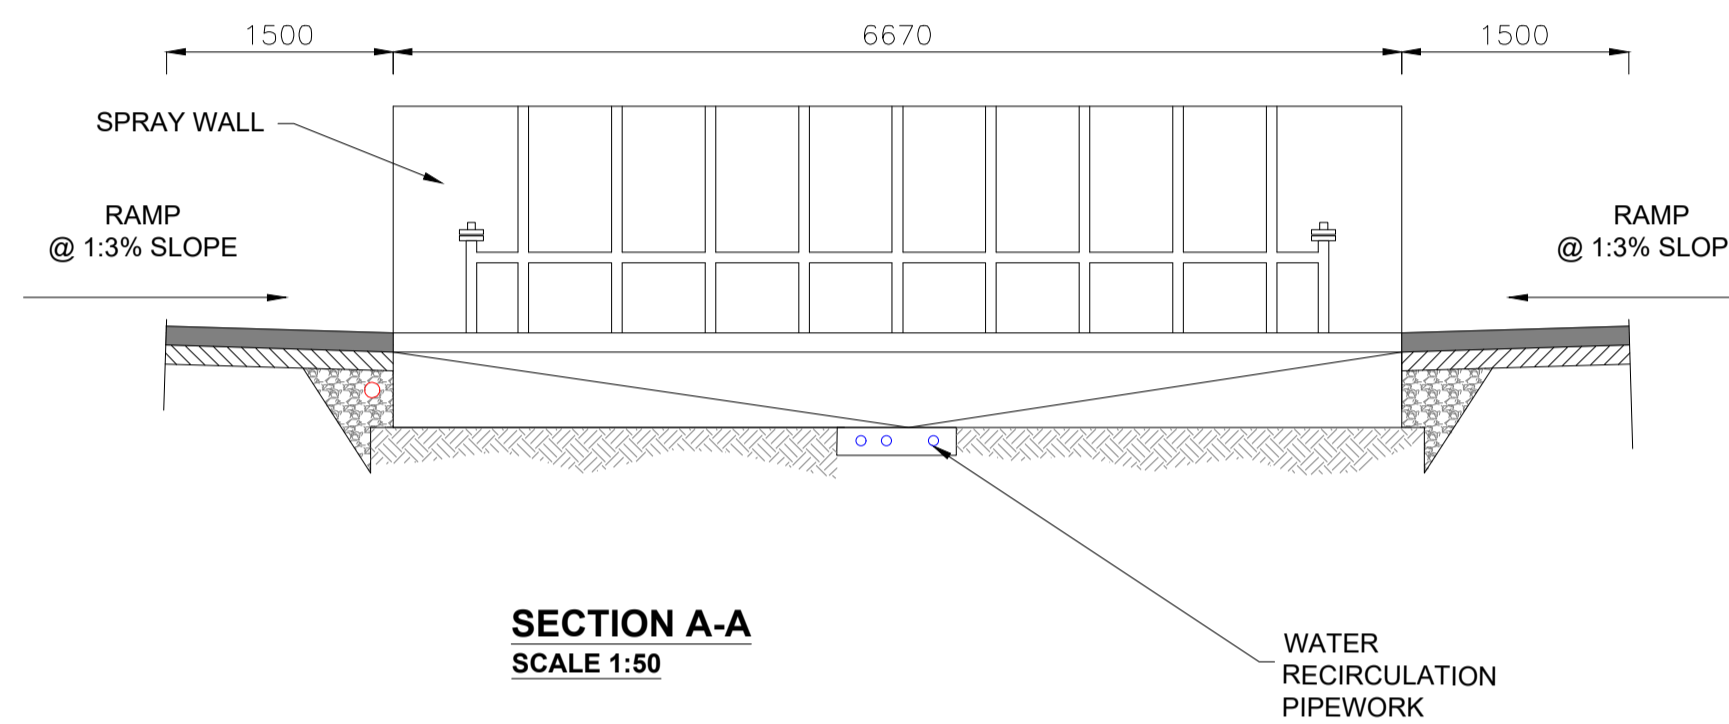 1500
6670
1500
SPRAY WALL
RAMP
@ 1:3% SLOPE
RAMP
@ 1:3% SLOP
SECTION A-A
SCALE 1:50
WATER
RECIRCULATION
PIPEWORK